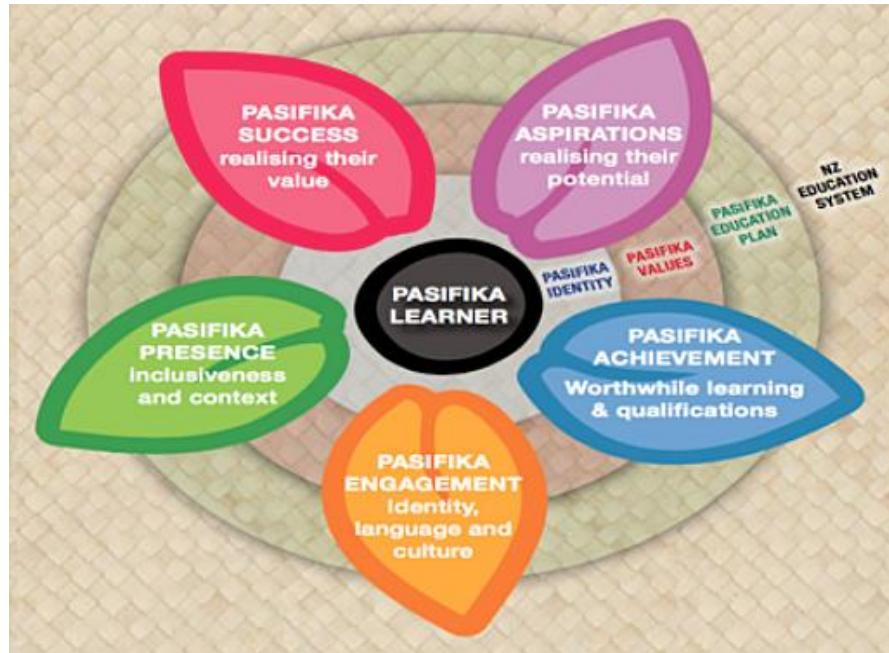 PASIFIKA
SUCCESS
realising their
value
PASIFIKA
ASPIRATIONS
realising their
potential
NZ
EDUCATION
SYSTEM
PASIFIKA
EDUCATION
PLAN
PASIFIKA
VALUES
PASIFIKA
IDENTITY
PASIFIKA
LEARNER
PASIFIKA
PRESENCE
inclusiveness
and context
PASIFIKA
ACHIEVEMENT
Worthwhile learning
& qualifications
PASIFIKA
ENGAGEMENT
Identity,
language and
culture